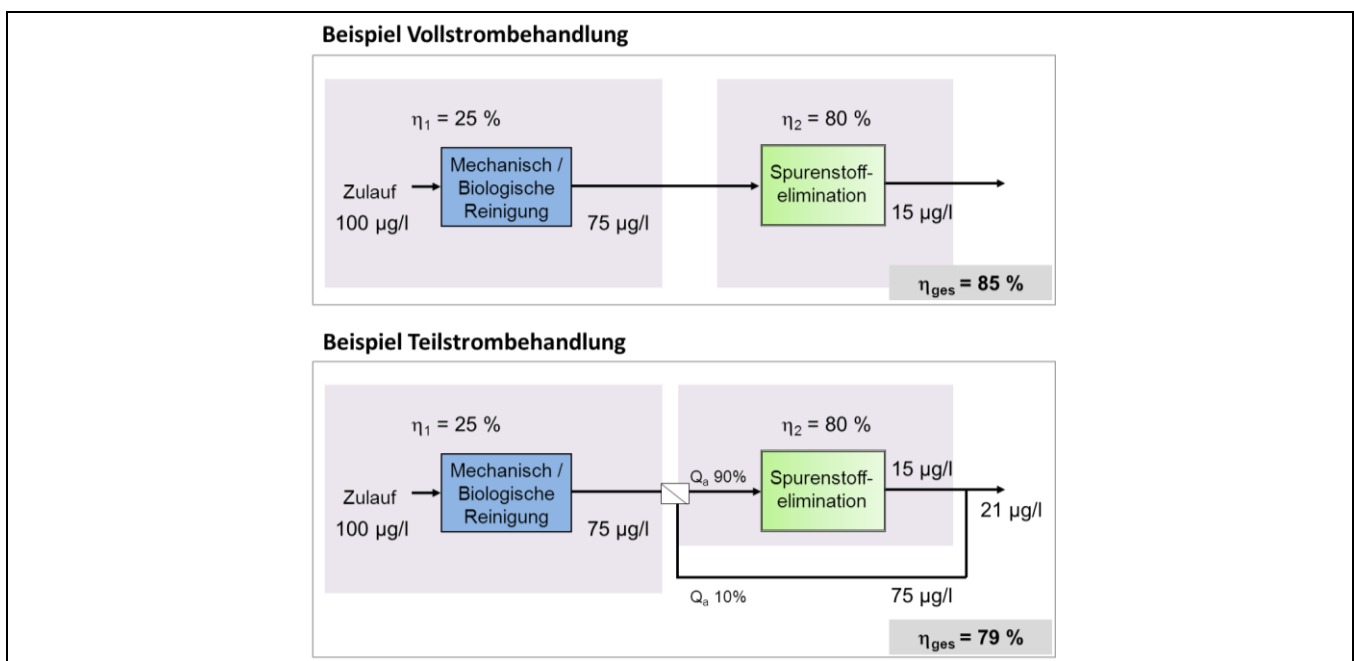 Beispiel Vollstrombehandlung
η1 = 25 %
η2 = 80 %
Zulauf
100 µg/l
Mechanisch /
Biologische
Reinigung
75 µg/l
Spurenstoff-
elimination
15 µg/l
ηges = 85 %
Beispiel Teilstrombehandlung
η1 = 25 %
η2 = 80 %
Zulauf
100 µg/l
Mechanisch /
Biologische
Reinigung
75 µg/l
Qa 90%
Spurenstoff-
elimination
15 µg/l
21 µg/l
Qa 10%
75 µg/l
ηges = 79 %